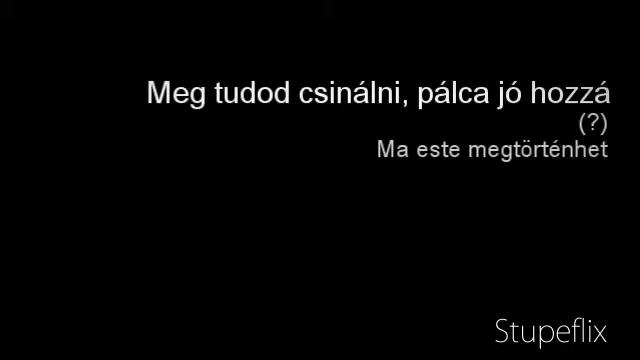 Meg tudod csinálni, pálca jó hozzá
(?)
Ma este megtörténhet
Stupeflix